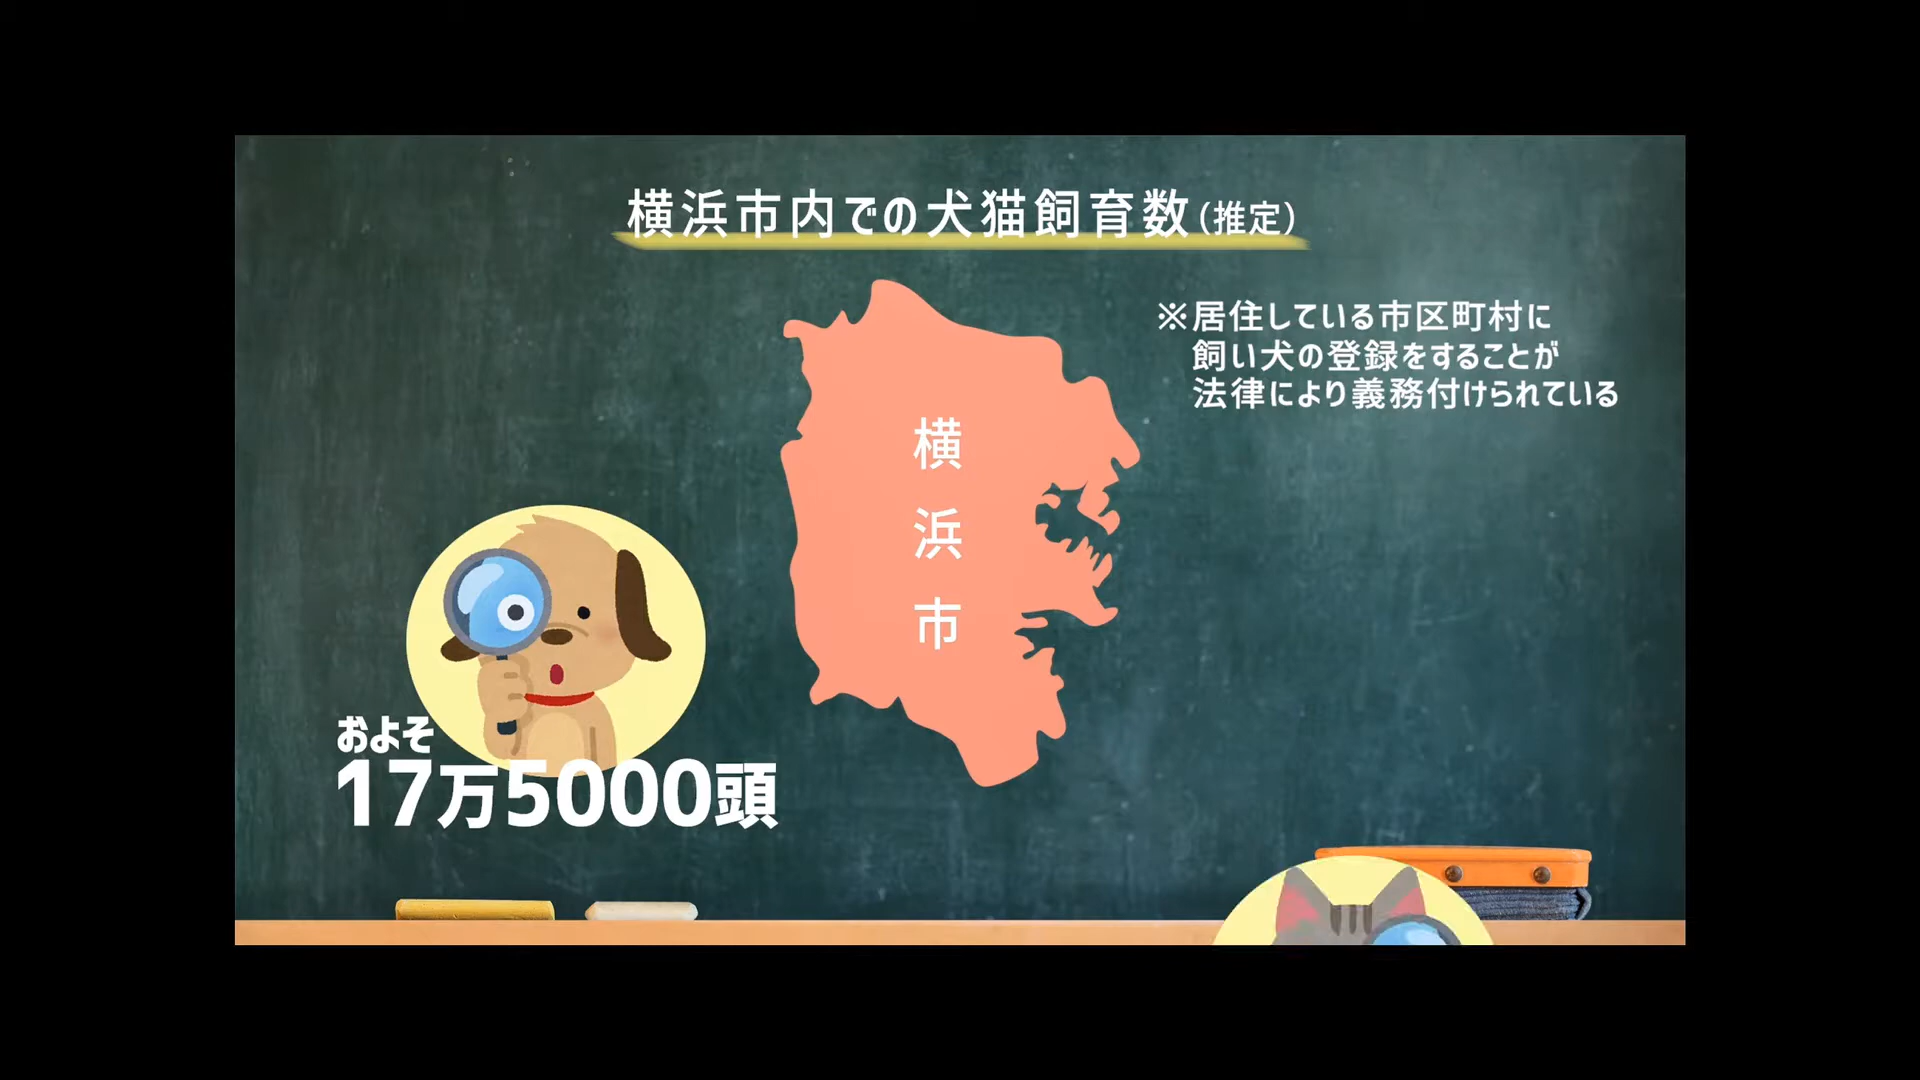 横浜市内での犬猫飼育数(推定)
※居住している市区町村に
飼い犬の登録をすることが
法律により義務付けられている
横浜市
およそ
17万5000頭